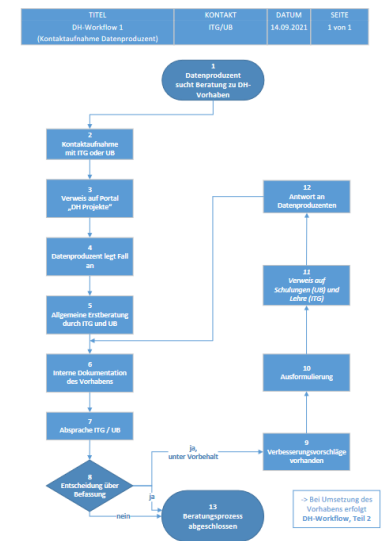 TITEL
DH-Workflow 1
(Kontaktaufnahme Datenproduzent)
KONTAKT
ITG/UB
DATUM
14.09.2021
SEITE
1 von 1
1
Datenproduzent
sucht Beratung zu DH-
Vorhaben
2
Kontaktaufnahme
mit ITG oder UB
3
Verweis auf Portal
„DH Projekte“
4
Datenproduzent legt Fall
an
5
Allgemeine Erstberatung
durch ITG und UB
6
Interne Dokumentation
des Vorhabens
7
Absprache ITG / UB
8
Entscheidung über
Befassung
ja,
unter Vorbehalt
ja
nein
9
Verbesserungsvorschläge
vorhanden
10
Ausformulierung
11
Verweis auf
Schulungen (UB) und
Lehre (ITG)
12
Antwort an
Datenproduzenten
13
Beratungsprozess
abgeschlossen
-> Bei Umsetzung des
Vorhabens erfolgt
DH-Workflow, Teil 2